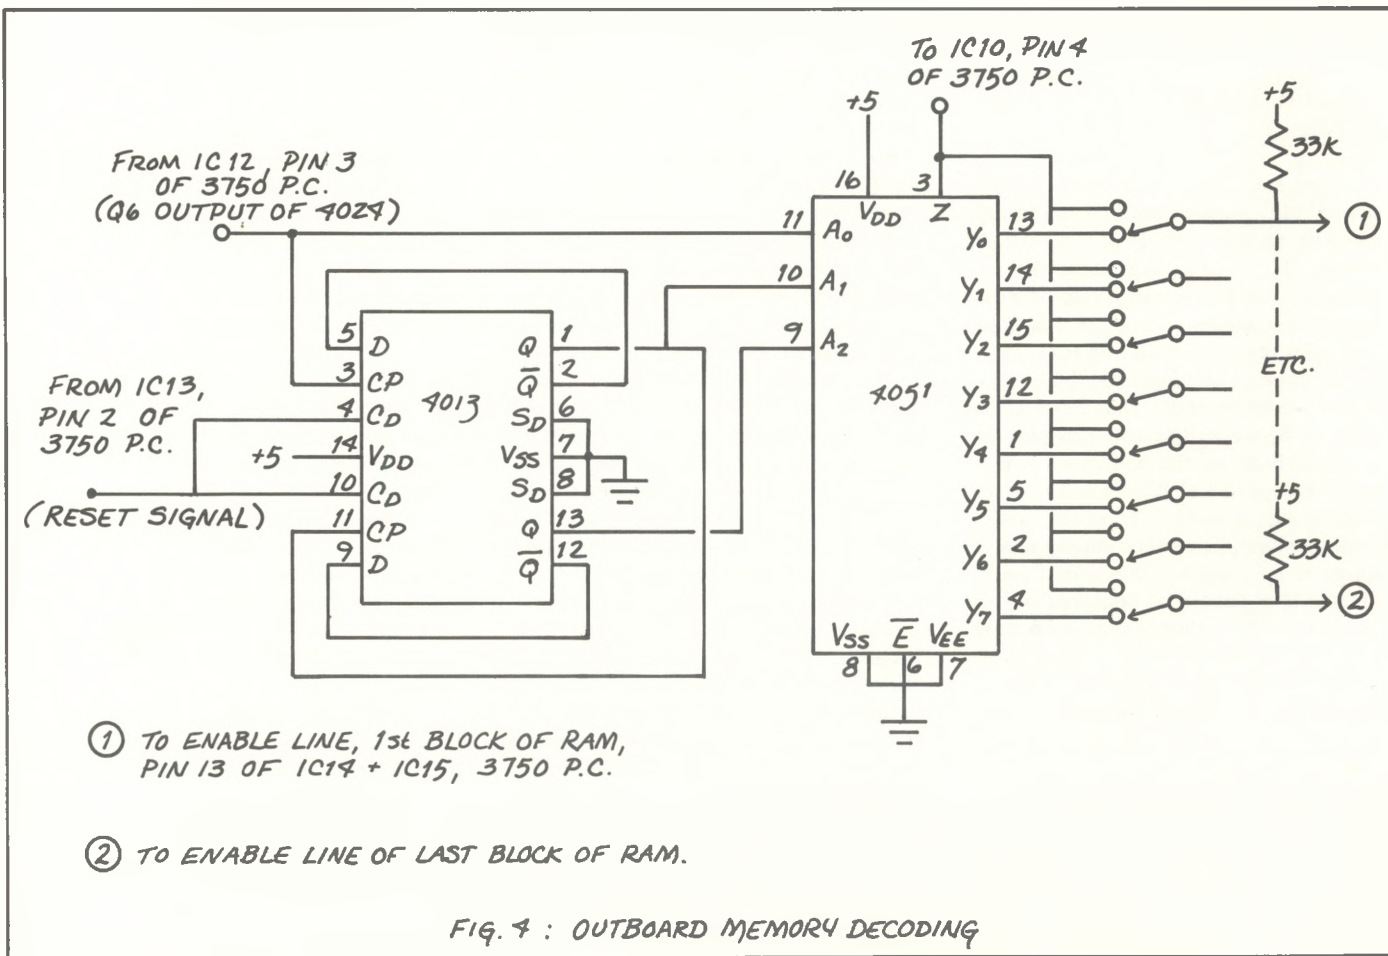 TO IC10, PIN 4
OF 3750 P.C.
+5
+5
33K
FROM IC 12, PIN 3
OF 3750 P.C.
(Q6 OUTPUT OF 4024)
16
3
VDD
Z
11
A0
Y0
13
1
10
A1
Y1
14
9
A2
Y2
15
4051
Y3
12
ETC.
Y4
1
Y5
5
+5
Y6
2
33K
Y7
4
2
VSS
E̅
VEE
8
6
7
5
D
Q
1
3
CP
Q̅
2
4013
FROM IC13,
PIN 2 OF
3750 P.C.
4
CD
SD
6
+5
14
VDD
VSS
7
10
CD
SD
8
(RESET SIGNAL)
11
CP
Q
13
9
D
Q̅
12
1 TO ENABLE LINE, 1st BLOCK OF RAM,
PIN 13 OF IC14 + IC15, 3750 P.C.
2 TO ENABLE LINE OF LAST BLOCK OF RAM.
FIG. 4 : OUTBOARD MEMORY DECODING